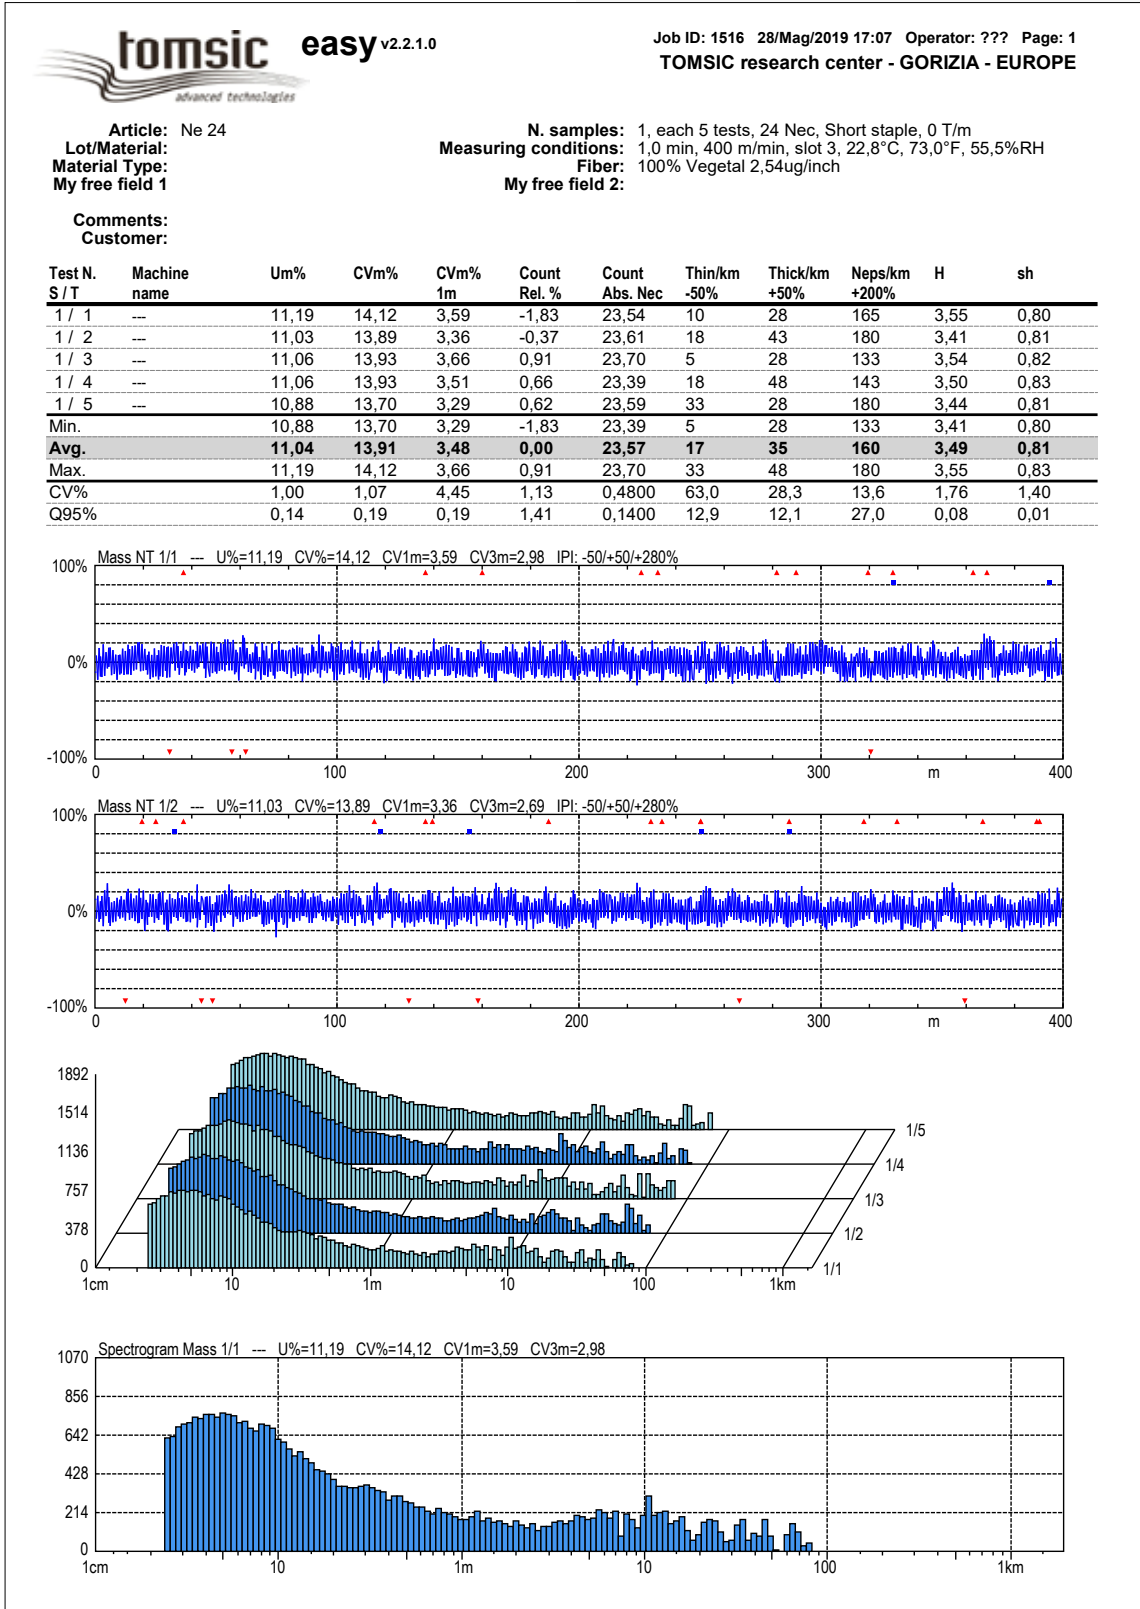 tomsic
advanced technologies
easy v2.2.1.0
Job ID: 1516 28/Mag/2019 17:07 Operator: ??? Page: 1
TOMSIC research center - GORIZIA - EUROPE
Article: Ne 24
Lot/Material:
Material Type:
My free field 1
N. samples: 1, each 5 tests, 24 Nec, Short staple, 0 T/m
Measuring conditions: 1,0 min, 400 m/min, slot 3, 22,8°C, 73,0°F, 55,5%RH
Fiber: 100% Vegetal 2,54ug/inch
My free field 2:
Comments:
Customer:
Test N. Machine Um% CVm% CVm% Count Count Thin/km Thick/km Neps/km H sh
S / T name 1m Rel. % Abs. Nec -50% +50% +200%
1 / 1 --- 11,19 14,12 3,59 -1,83 23,54 10 28 165 3,55 0,80
1 / 2 --- 11,03 13,89 3,36 -0,37 23,61 18 43 180 3,41 0,81
1 / 3 --- 11,06 13,93 3,66 0,91 23,70 5 28 133 3,54 0,82
1 / 4 --- 11,06 13,93 3,51 0,66 23,39 18 48 143 3,50 0,83
1 / 5 --- 10,88 13,70 3,29 0,62 23,59 33 28 180 3,44 0,81
Min. 10,88 13,70 3,29 -1,83 23,39 5 28 133 3,41 0,80
Avg. 11,04 13,91 3,48 0,00 23,57 17 35 160 3,49 0,81
Max. 11,19 14,12 3,66 0,91 23,70 33 48 180 3,55 0,83
CV% 1,00 1,07 4,45 1,13 0,4800 63,0 28,3 13,6 1,76 1,40
Q95% 0,14 0,19 0,19 1,41 0,1400 12,9 12,1 27,0 0,08 0,01
Mass NT 1/1 --- U%=11,19 CV%=14,12 CV1m=3,59 CV3m=2,98 IPI: -50/+50/+280%
100%
0%
-100%
0 100 200 300 m 400
Mass NT 1/2 --- U%=11,03 CV%=13,89 CV1m=3,36 CV3m=2,69 IPI: -50/+50/+280%
100%
0%
-100%
0 100 200 300 m 400
1892
1514
1136
757
378
0
1/5
1/4
1/3
1/2
1/1
1cm 10 1m 10 100 1km
Spectrogram Mass 1/1 --- U%=11,19 CV%=14,12 CV1m=3,59 CV3m=2,98
1070
856
642
428
214
0
1cm 10 1m 10 100 1km